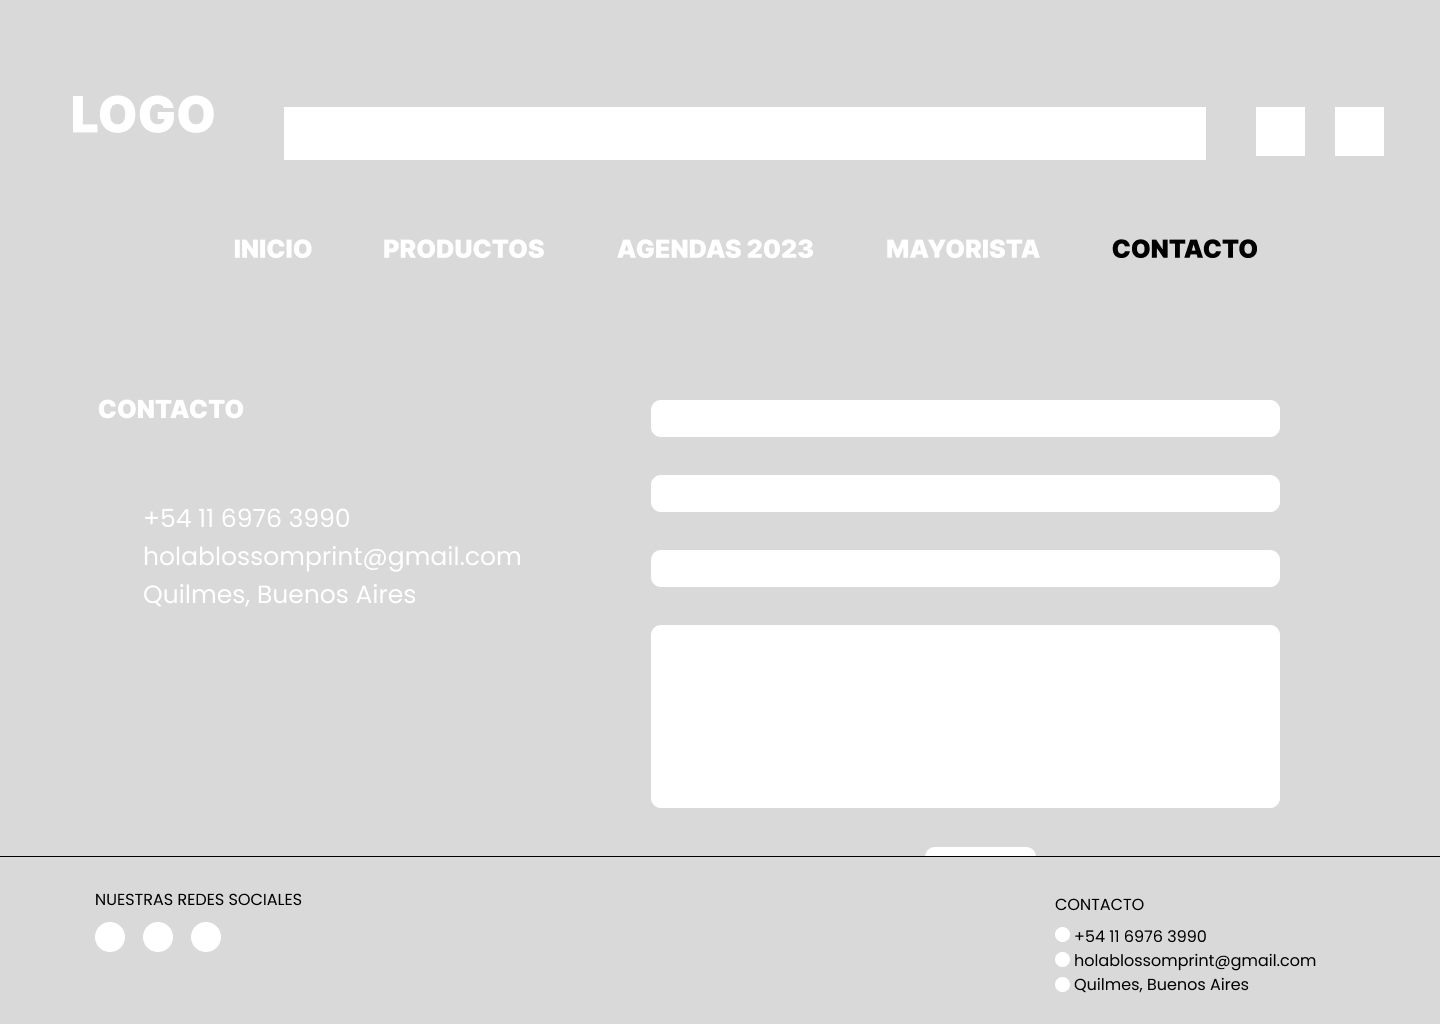 LOGO
INICIO PRODUCTOS AGENDAS 2023 MAYORISTA CONTACTO
CONTACTO
+54 11 6976 3990
holablossomprint@gmail.com
Quilmes, Buenos Aires
NUESTRAS REDES SOCIALES
CONTACTO
+54 11 6976 3990
holablossomprint@gmail.com
Quilmes, Buenos Aires